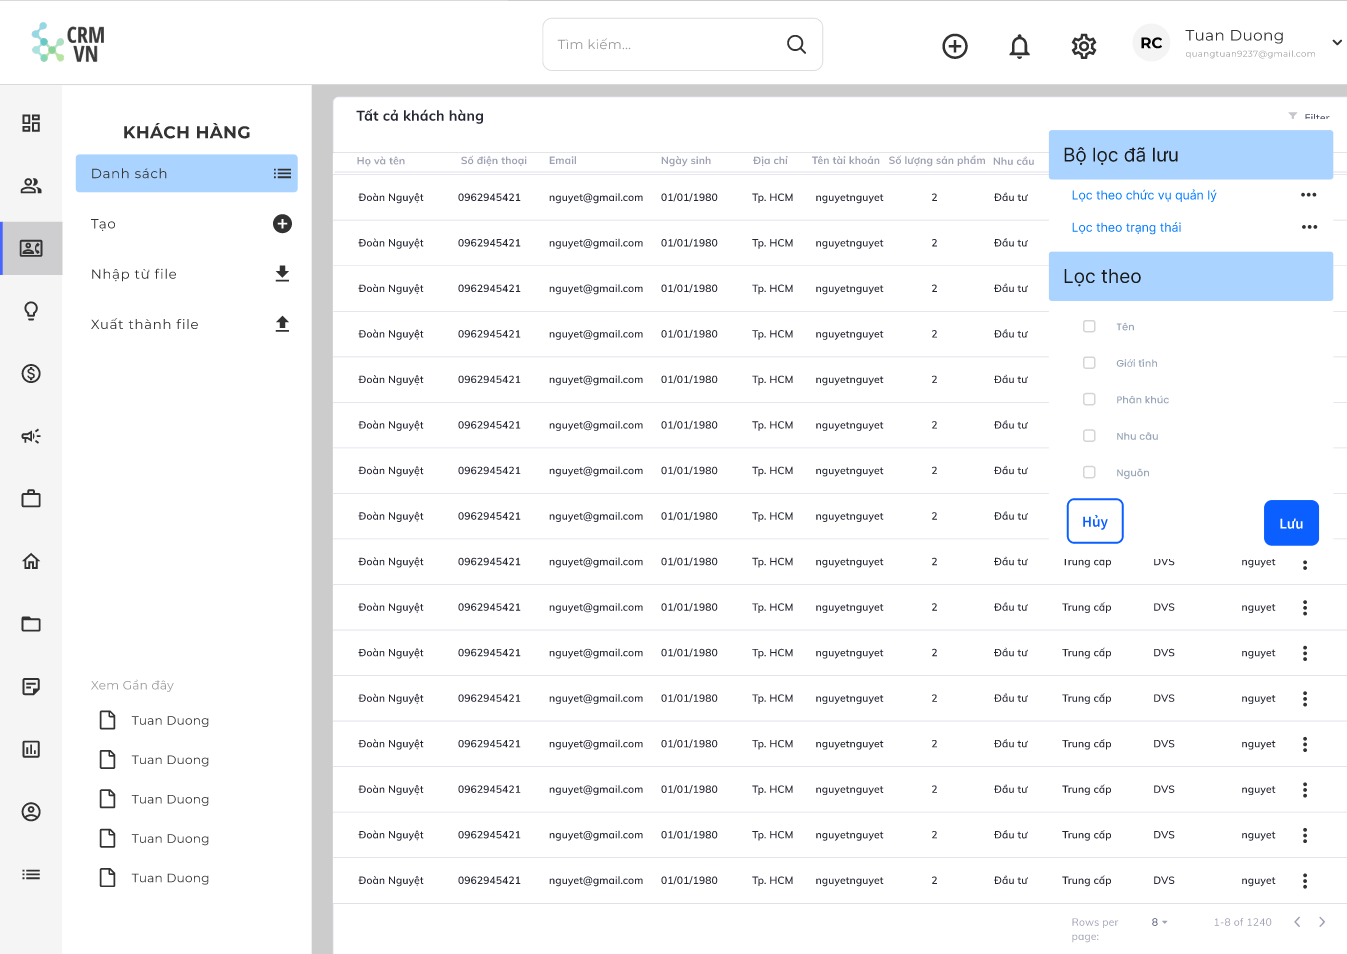 CRM
VN
Tìm kiếm...
RC
Tuan Duong
quangtuan9237@gmail.com
KHÁCH HÀNG
Danh sách
Tạo
Nhập từ file
Xuất thành file
Xem Gần đây
Tuan Duong
Tuan Duong
Tuan Duong
Tuan Duong
Tuan Duong
Tất cả khách hàng
Filter
Họ và tên Số điện thoại Email Ngày sinh Địa chỉ Tên tài khoản Số lượng sản phẩm Nhu cầu
Đoàn Nguyệt 0962945421 nguyet@gmail.com 01/01/1980 Tp. HCM nguyetnguyet 2 Đầu tư
Đoàn Nguyệt 0962945421 nguyet@gmail.com 01/01/1980 Tp. HCM nguyetnguyet 2 Đầu tư
Đoàn Nguyệt 0962945421 nguyet@gmail.com 01/01/1980 Tp. HCM nguyetnguyet 2 Đầu tư
Đoàn Nguyệt 0962945421 nguyet@gmail.com 01/01/1980 Tp. HCM nguyetnguyet 2 Đầu tư
Đoàn Nguyệt 0962945421 nguyet@gmail.com 01/01/1980 Tp. HCM nguyetnguyet 2 Đầu tư
Đoàn Nguyệt 0962945421 nguyet@gmail.com 01/01/1980 Tp. HCM nguyetnguyet 2 Đầu tư
Đoàn Nguyệt 0962945421 nguyet@gmail.com 01/01/1980 Tp. HCM nguyetnguyet 2 Đầu tư
Đoàn Nguyệt 0962945421 nguyet@gmail.com 01/01/1980 Tp. HCM nguyetnguyet 2 Đầu tư
Đoàn Nguyệt 0962945421 nguyet@gmail.com 01/01/1980 Tp. HCM nguyetnguyet 2 Đầu tư Trung cấp DVS nguyet
Đoàn Nguyệt 0962945421 nguyet@gmail.com 01/01/1980 Tp. HCM nguyetnguyet 2 Đầu tư Trung cấp DVS nguyet
Đoàn Nguyệt 0962945421 nguyet@gmail.com 01/01/1980 Tp. HCM nguyetnguyet 2 Đầu tư Trung cấp DVS nguyet
Đoàn Nguyệt 0962945421 nguyet@gmail.com 01/01/1980 Tp. HCM nguyetnguyet 2 Đầu tư Trung cấp DVS nguyet
Đoàn Nguyệt 0962945421 nguyet@gmail.com 01/01/1980 Tp. HCM nguyetnguyet 2 Đầu tư Trung cấp DVS nguyet
Đoàn Nguyệt 0962945421 nguyet@gmail.com 01/01/1980 Tp. HCM nguyetnguyet 2 Đầu tư Trung cấp DVS nguyet
Đoàn Nguyệt 0962945421 nguyet@gmail.com 01/01/1980 Tp. HCM nguyetnguyet 2 Đầu tư Trung cấp DVS nguyet
Đoàn Nguyệt 0962945421 nguyet@gmail.com 01/01/1980 Tp. HCM nguyetnguyet 2 Đầu tư Trung cấp DVS nguyet
Bộ lọc đã lưu
Lọc theo chức vụ quản lý
Lọc theo trạng thái
Lọc theo
Tên
Giới tính
Phân khúc
Nhu cầu
Nguồn
Hủy
Lưu
Rows per
page:
8
1-8 of 1240